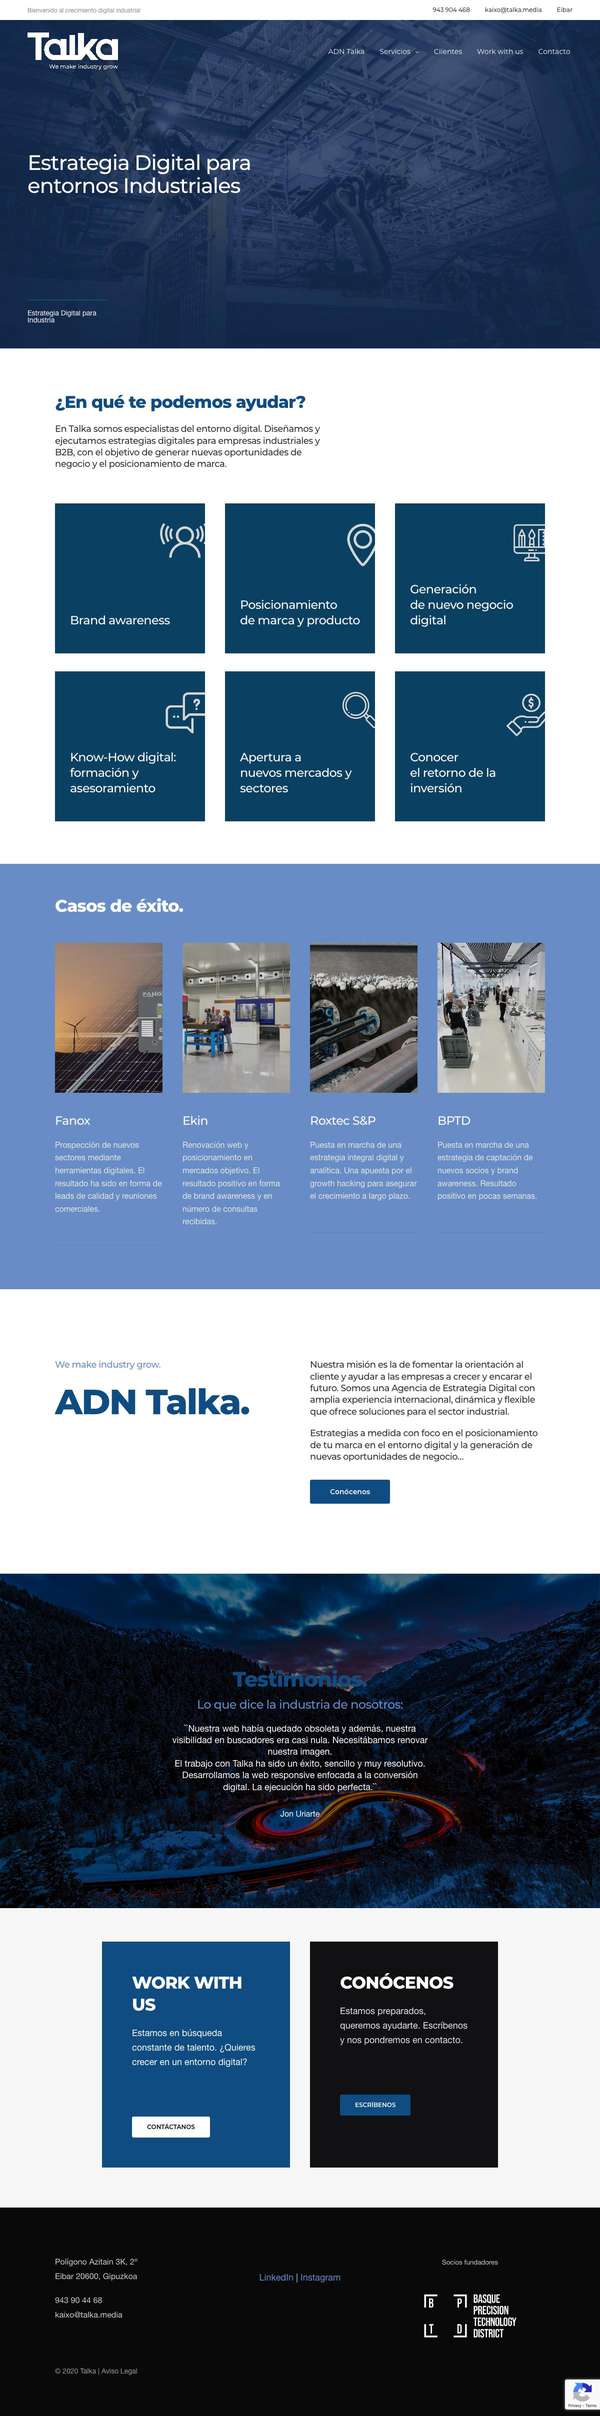 Bienvenido al crecimiento digital industrial
943 904 468 kaixo@talka.media Eibar
Talka
We make industry grow
ADN Talka Servicios Clientes Work with us Contacto
Estrategia Digital para
entornos Industriales
Estrategia Digital para
Industria
¿En qué te podemos ayudar?
En Talka somos especialistas del entorno digital. Diseñamos y
ejecutamos estrategias digitales para empresas industriales y
B2B, con el objetivo de generar nuevas oportunidades de
negocio y el posicionamiento de marca.
Brand awareness
Posicionamiento
de marca y producto
Generación
de nuevo negocio
digital
Know-How digital:
formación y
asesoramiento
Apertura a
nuevos mercados y
sectores
Conocer
el retorno de la
inversión
Casos de éxito.
FANOX
Fanox
Prospección de nuevos
sectores mediante
herramientas digitales. El
resultado ha sido en forma de
leads de calidad y reuniones
comerciales.
Ekin
Renovación web y
posicionamiento en
mercados objetivo. El
resultado positivo en forma
de brand awareness y en
número de consultas
recibidas.
Roxtec S&P
Puesta en marcha de una
estrategia integral digital y
analítica. Una apuesta por el
growth hacking para asegurar
el crecimiento a largo plazo.
BPTD
Puesta en marcha de una
estrategia de captación de
nuevos socios y brand
awareness. Resultado
positivo en pocas semanas.
We make industry grow.
ADN Talka.
Nuestra misión es la de fomentar la orientación al
cliente y ayudar a las empresas a crecer y encarar el
futuro. Somos una Agencia de Estrategia Digital con
amplia experiencia internacional, dinámica y flexible
que ofrece soluciones para el sector industrial.
Estrategias a medida con foco en el posicionamiento
de tu marca en el entorno digital y la generación de
nuevas oportunidades de negocio...
Conócenos
Testimonios.
Lo que dice la industria de nosotros:
¨Nuestra web había quedado obsoleta y además, nuestra
visibilidad en buscadores era casi nula. Necesitábamos renovar
nuestra imagen.
El trabajo con Talka ha sido un éxito, sencillo y muy resolutivo.
Desarrollamos la web responsive enfocada a la conversión
digital. La ejecución ha sido perfecta.¨
Jon Uriarte
WORK WITH
US
Estamos en búsqueda
constante de talento. ¿Quieres
crecer en un entorno digital?
CONTÁCTANOS
CONÓCENOS
Estamos preparados,
queremos ayudarte. Escríbenos
y nos pondremos en contacto.
ESCRÍBENOS
Polígono Azitain 3K, 2º
Eibar 20600, Gipuzkoa
943 90 44 68
kaixo@talka.media
LinkedIn | Instagram
Socios fundadores
B P
T D
BASQUE
PRECISION
TECHNOLOGY
DISTRICT
© 2020 Talka | Aviso Legal
Privacy - Terms